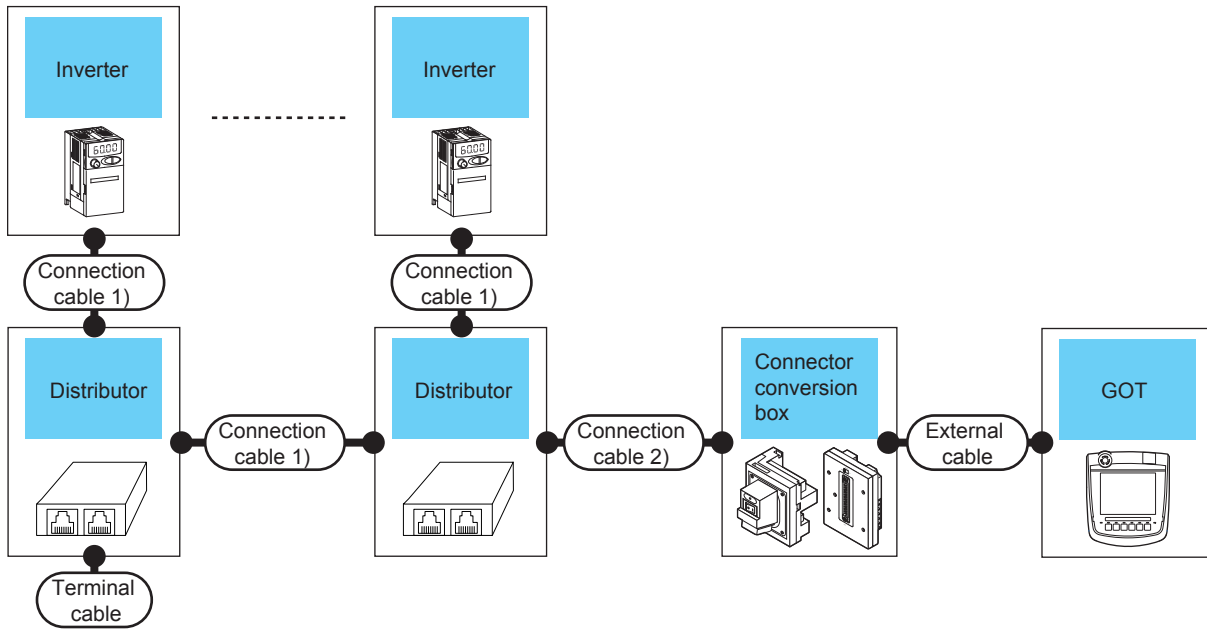 Inverter
Inverter
60.00
60.00
Connection
cable 1)
Connection
cable 1)
Distributor
Distributor
Connector
conversion
box
GOT
Connection
cable 1)
Connection
cable 2)
External
cable
Terminal
cable